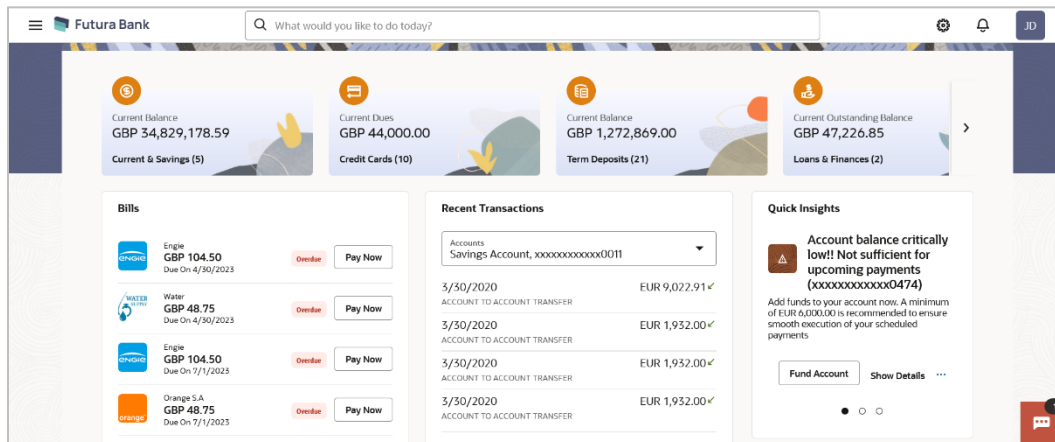 Futura Bank
What would you like to do today?
JD
Current Balance
GBP 34,829,178.59
Current & Savings (5)
Current Dues
GBP 44,000.00
Credit Cards (10)
Current Balance
GBP 1,272,869.00
Term Deposits (21)
Current Outstanding Balance
GBP 47,226.85
Loans & Finances (2)
Bills
ENGIE
Engie
GBP 104.50
Due On 4/30/2023
Overdue
Pay Now
WATER
SUPPLY
Water
GBP 48.75
Due On 4/30/2023
Overdue
Pay Now
ENGIE
Engie
GBP 104.50
Due On 7/1/2023
Overdue
Pay Now
orange
Orange S.A
GBP 48.75
Due On 7/1/2023
Overdue
Pay Now
Recent Transactions
Accounts
Savings Account, xxxxxxxxxxxx0011
3/30/2020 EUR 9,022.91
ACCOUNT TO ACCOUNT TRANSFER
3/30/2020 EUR 1,932.00
ACCOUNT TO ACCOUNT TRANSFER
3/30/2020 EUR 1,932.00
ACCOUNT TO ACCOUNT TRANSFER
3/30/2020 EUR 1,932.00
ACCOUNT TO ACCOUNT TRANSFER
Quick Insights
Account balance critically
low!! Not sufficient for
upcoming payments
(xxxxxxxxxxxx0474)
Add funds to your account now. A minimum
of EUR 6,000.00 is recommended to ensure
smooth execution of your scheduled
payments
Fund Account
Show Details